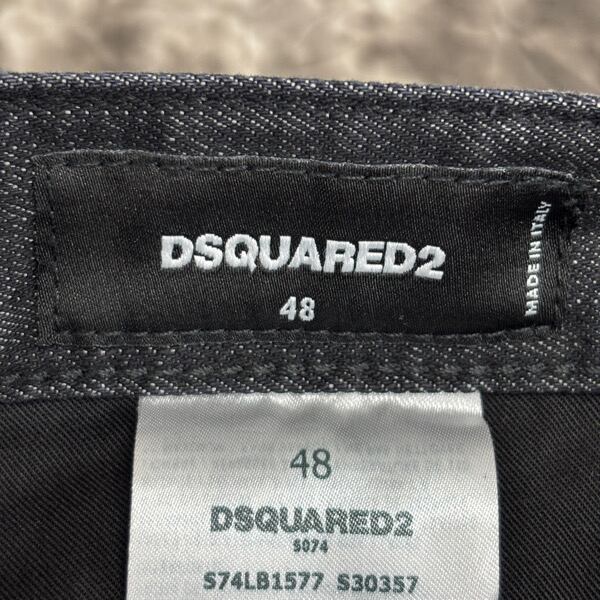 DSQUARED2
48
MADE IN ITALY
48
DSQUARED2
S074
S74LB1577 S30357